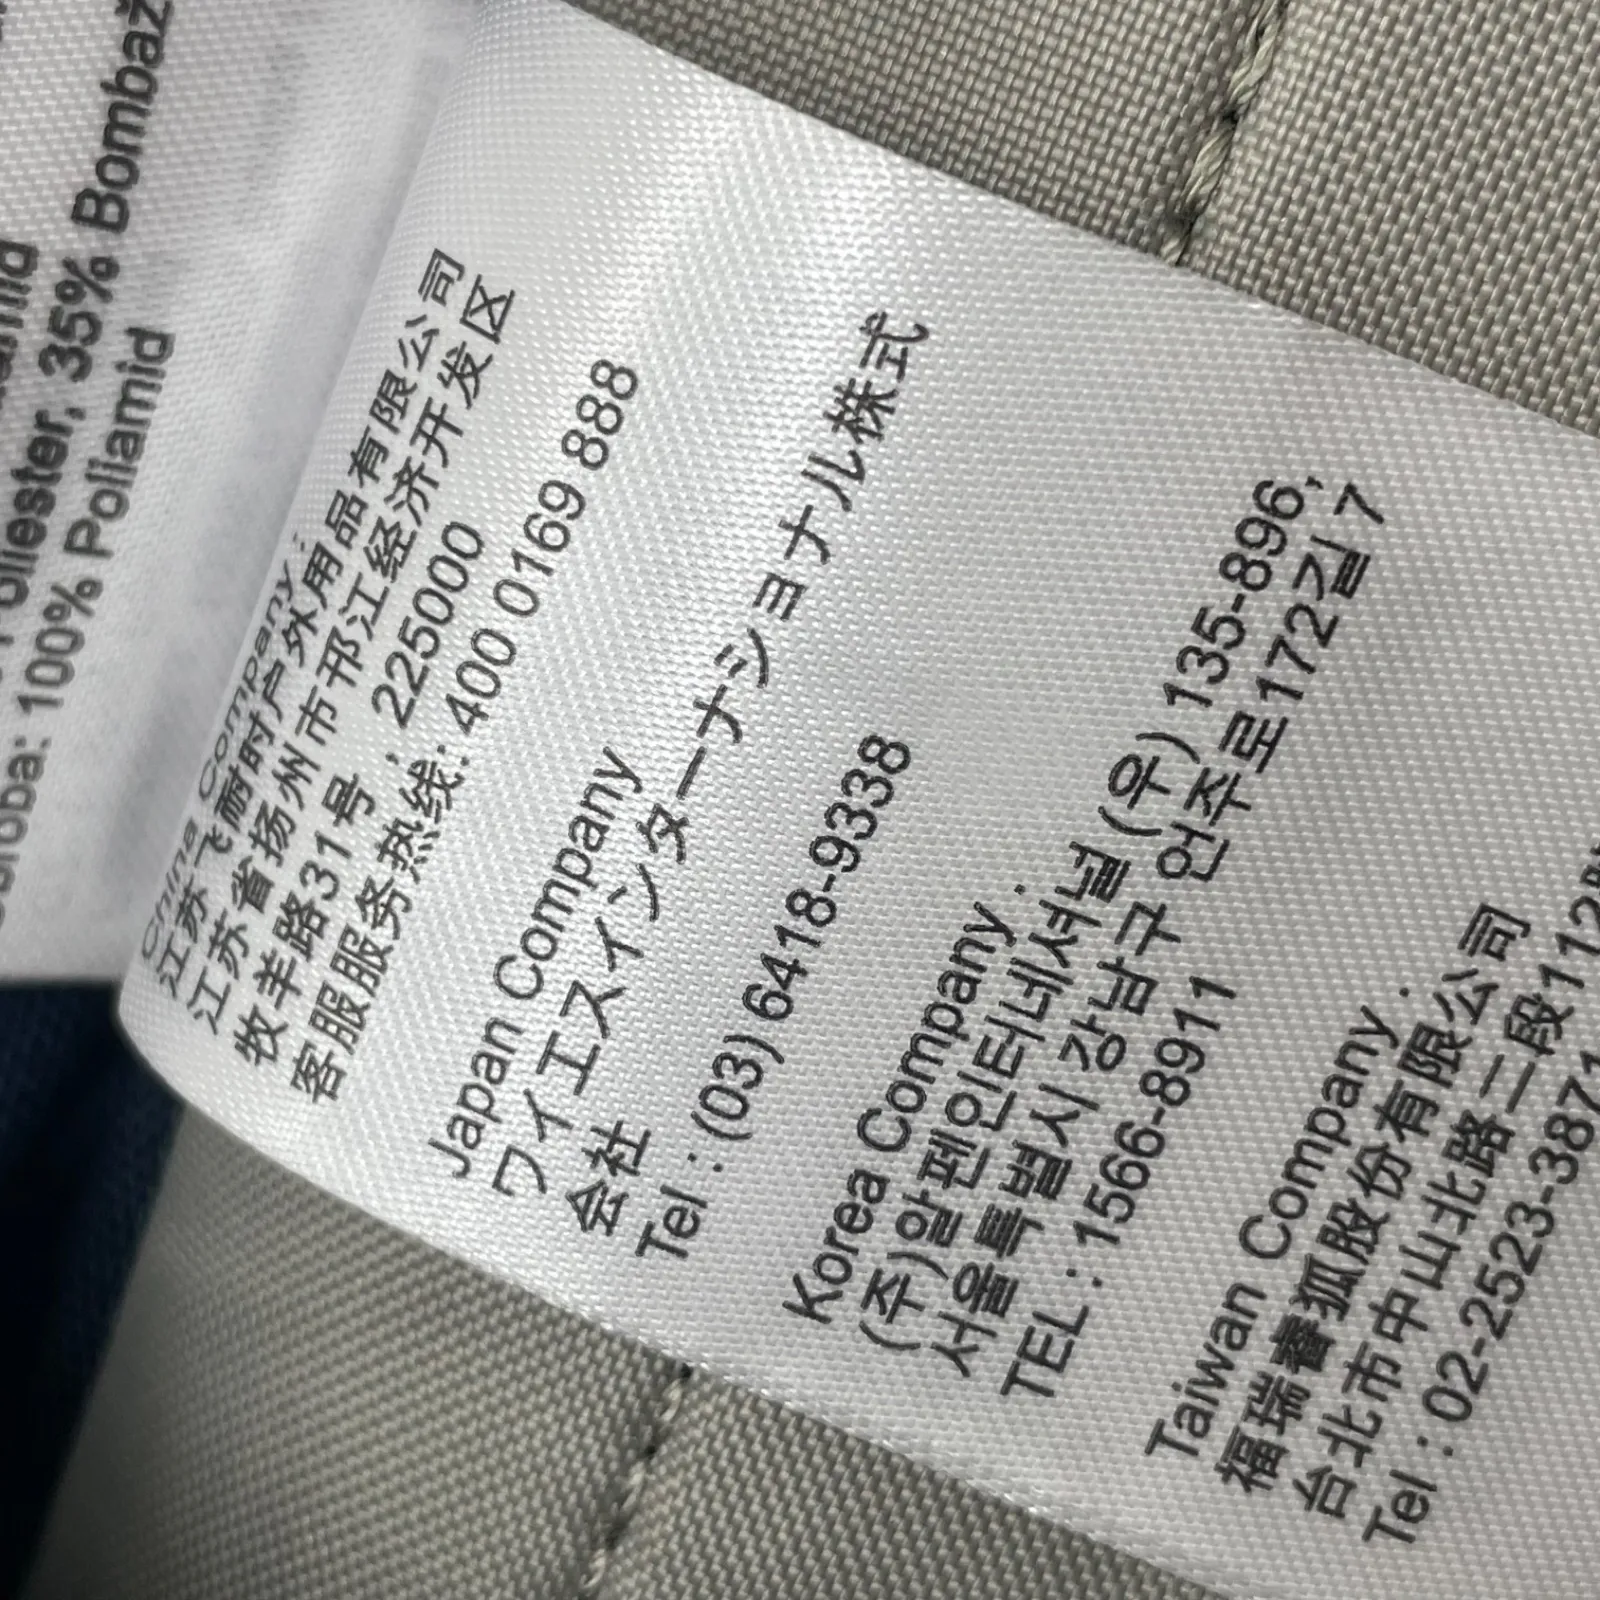 Poliester, 35% Bombaž
100% Poliamid
China Company :
江苏飞耐时户外用品有限公司
江苏省扬州市邗江经济开发区
牧羊路31号 , 225000
客服服务热线: 400 0169 888
Japan Company
ワイエスインターナショナル株式
会社
Tel : (03) 6418-9338
Korea Company .
(주)알펜인터네셔널 (우) 135-896,
서울특별시 강남구 언주로172길 7
TEL : 1566-8911
Taiwan Company .
福瑞睿狐股份有限公司
台北市中山北路二段112號
Tel : 02-2523-3871